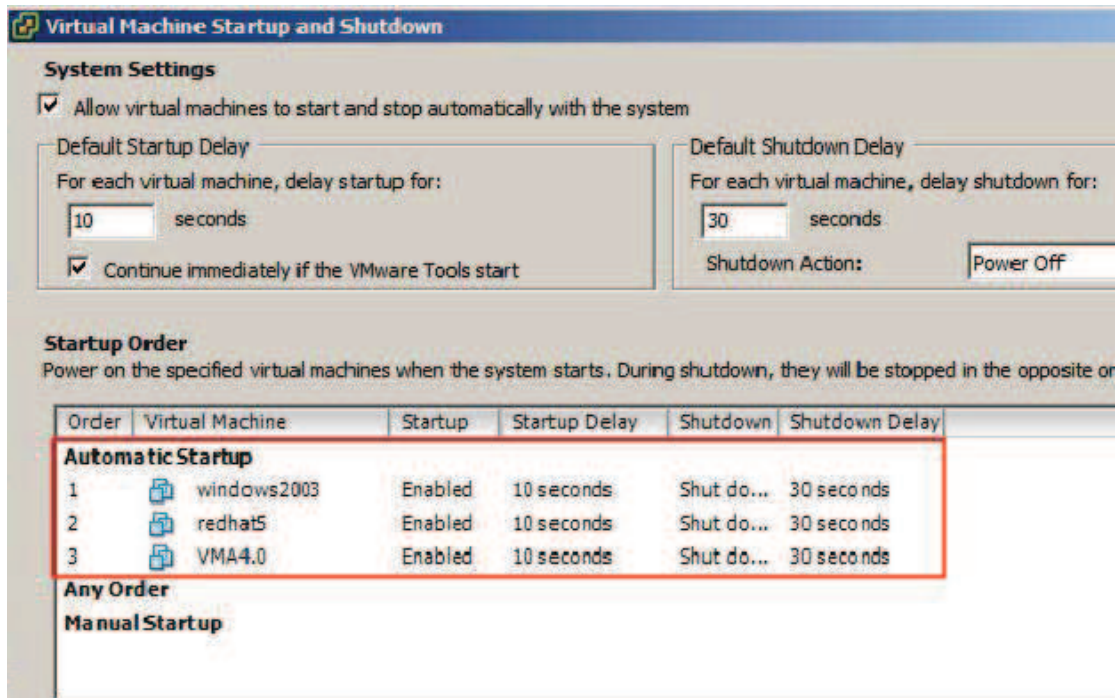 Virtual Machine Startup and Shutdown
System Settings
Allow virtual machines to start and stop automatically with the system
Default Startup Delay
For each virtual machine, delay startup for:
10 seconds
Continue immediately if the VMware Tools start
Default Shutdown Delay
For each virtual machine, delay shutdown for:
30 seconds
Shutdown Action: Power Off
Startup Order
Power on the specified virtual machines when the system starts. During shutdown, they will be stopped in the opposite or
Order Virtual Machine Startup Startup Delay Shutdown Shutdown Delay
Automatic Startup
1 windows2003 Enabled 10 seconds Shut do... 30 seconds
2 redhat5 Enabled 10 seconds Shut do... 30 seconds
3 VMA4.0 Enabled 10 seconds Shut do... 30 seconds
Any Order
Manual Startup